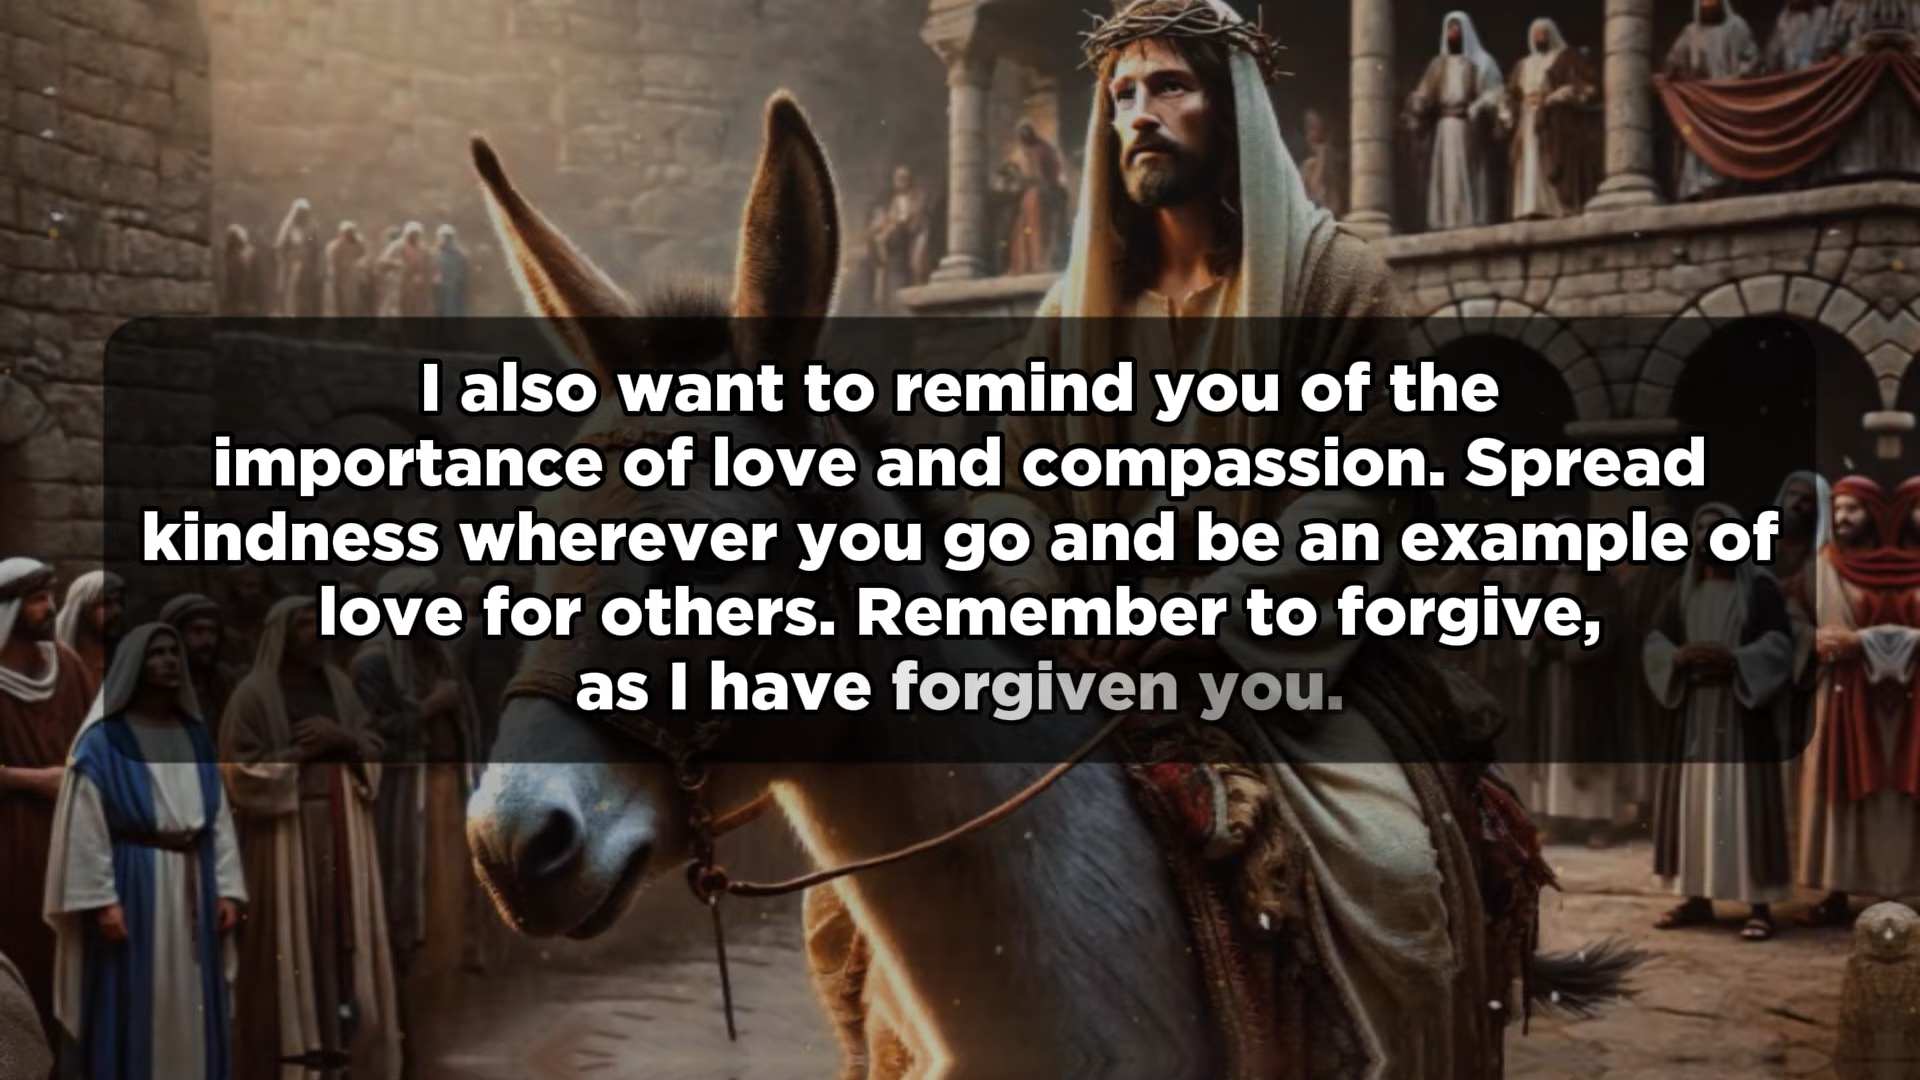 I also want to remind you of the
importance of love and compassion. Spread
kindness wherever you go and be an example of
love for others. Remember to forgive,
as I have forgiven you.